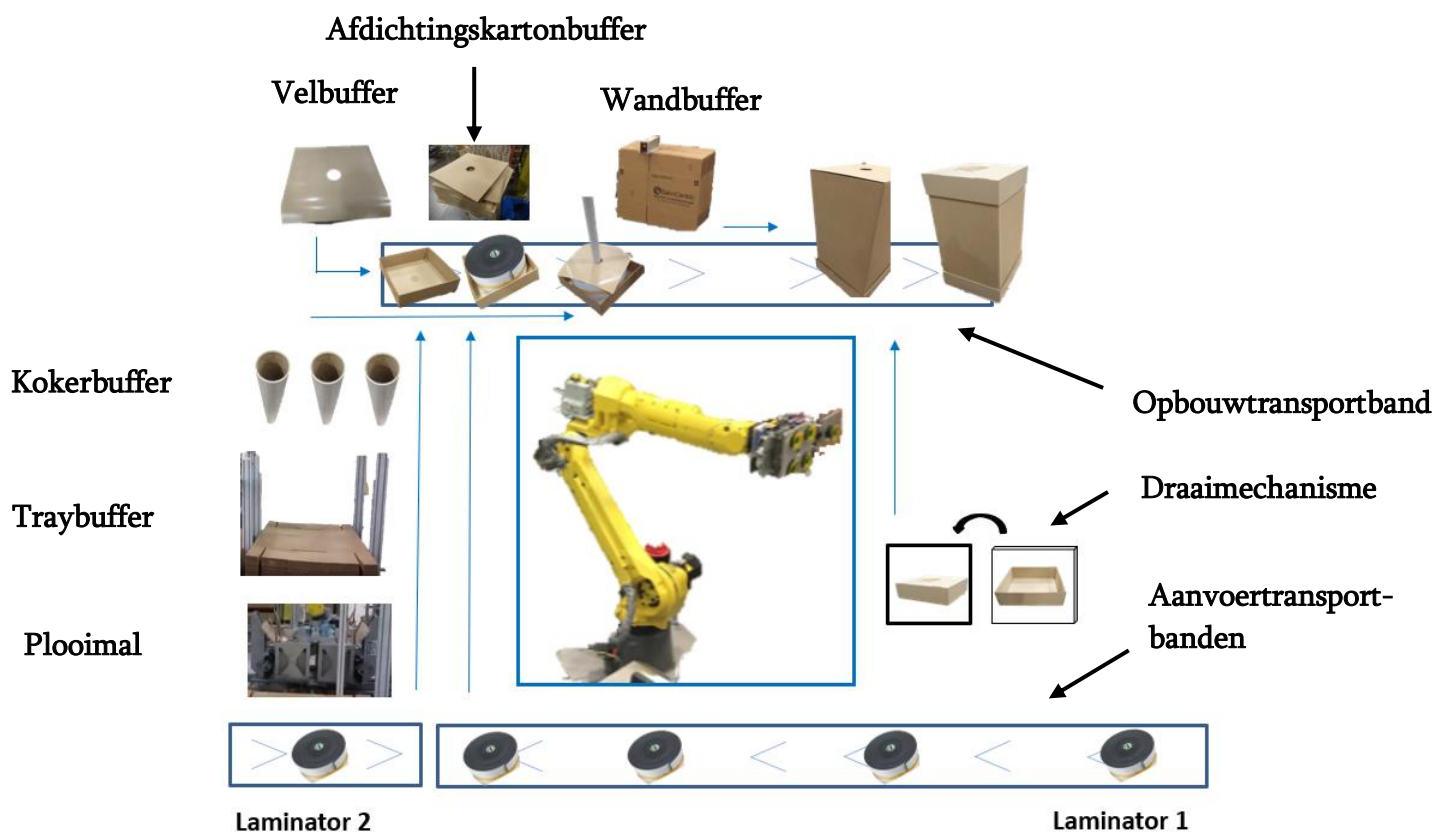 Afdichtingskartonbuffer
Velbuffer
Wandbuffer
Kokerbuffer
Opbouwtransportband
Traybuffer
Draaimechanisme
Plooimal
Aanvoertransport-
banden
Laminator 2
Laminator 1